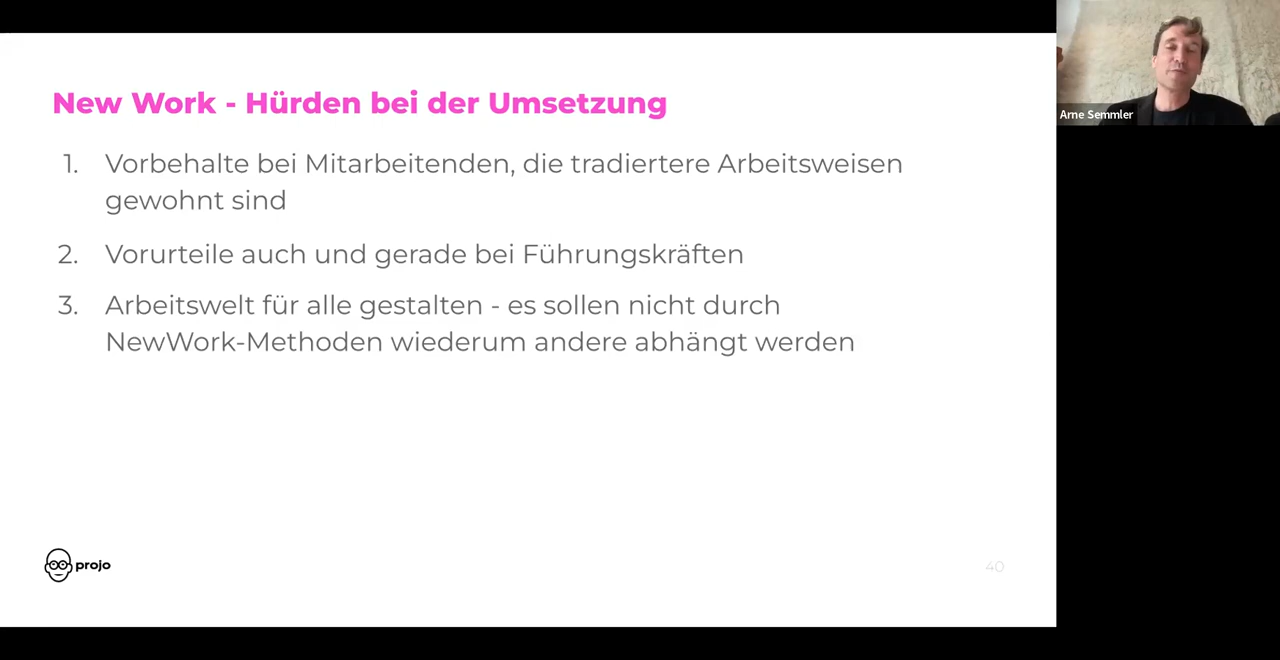 New Work - Hürden bei der Umsetzung
1. Vorbehalte bei Mitarbeitenden, die tradiertere Arbeitsweisen
gewohnt sind
2. Vorurteile auch und gerade bei Führungskräften
3. Arbeitswelt für alle gestalten - es sollen nicht durch
NewWork-Methoden wiederum andere abhängt werden
projo
40
Arne Semmler